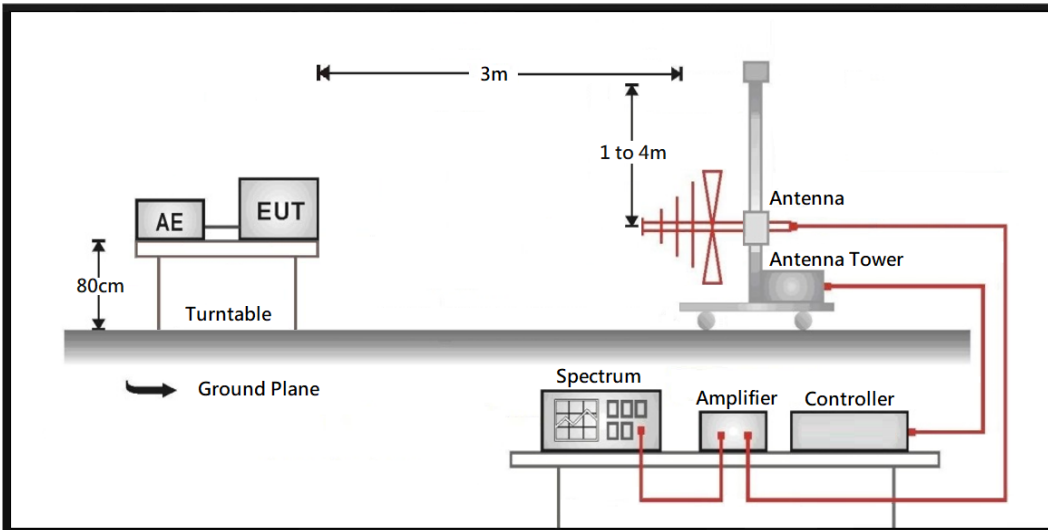 3m
1 to 4m
AE
EUT
Antenna
80cm
Antenna Tower
Turntable
Ground Plane
Spectrum
Amplifier
Controller